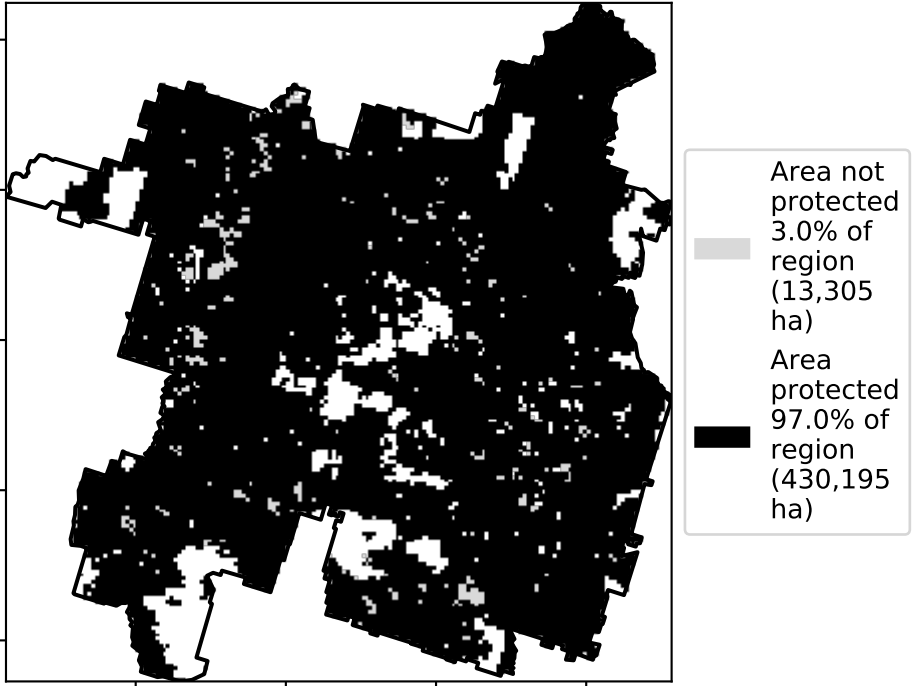 Area not
protected
3.0% of
region
(13,305
ha)
Area
protected
97.0% of
region
(430,195
ha)